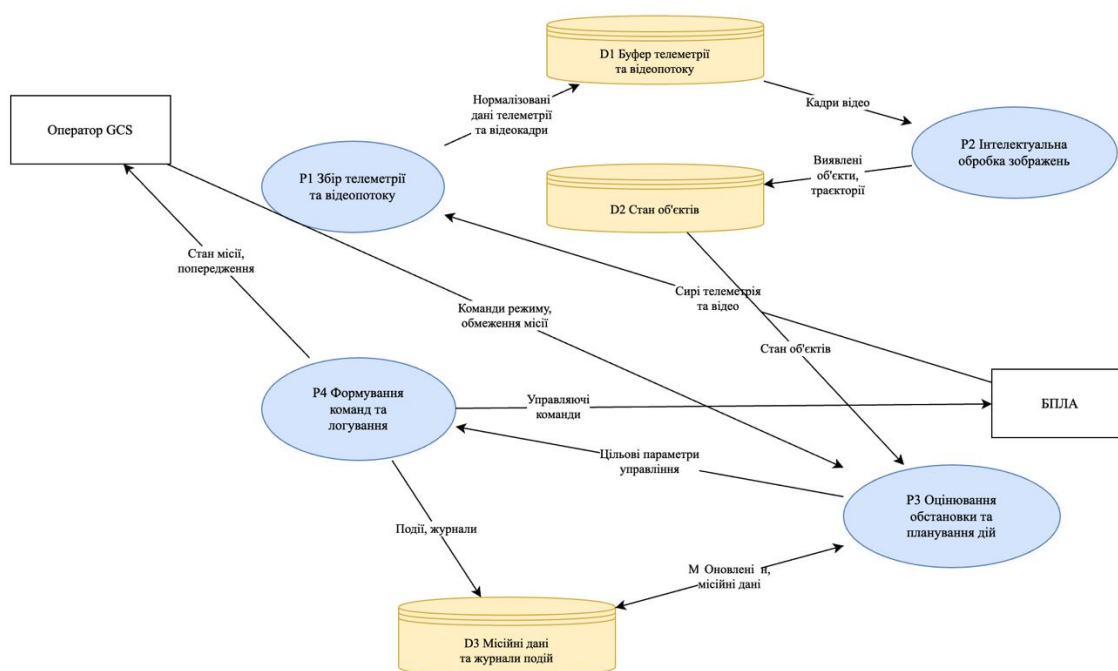 D1 Буфер телеметрії
та відеопотоку
Нормалізовані
дані телеметрії
та відеокадри
Кадри відео
Оператор GCS
P1 Збір телеметрії
та відеопотоку
P2 Інтелектуальна
обробка зображень
Виявлені
об'єкти,
траєкторії
D2 Стан об'єктів
Стан місії,
попередження
Сирі телеметрія
та відео
Команди режиму,
обмеження місії
Стан об'єктів
P4 Формування
команд та
логування
Управляючі
команди
БПЛА
Цільові параметри
управління
P3 Оцінювання
обстановки та
планування дій
Події, журнали
Оновлені
місійні дані
D3 Місійні дані
та журнали подій